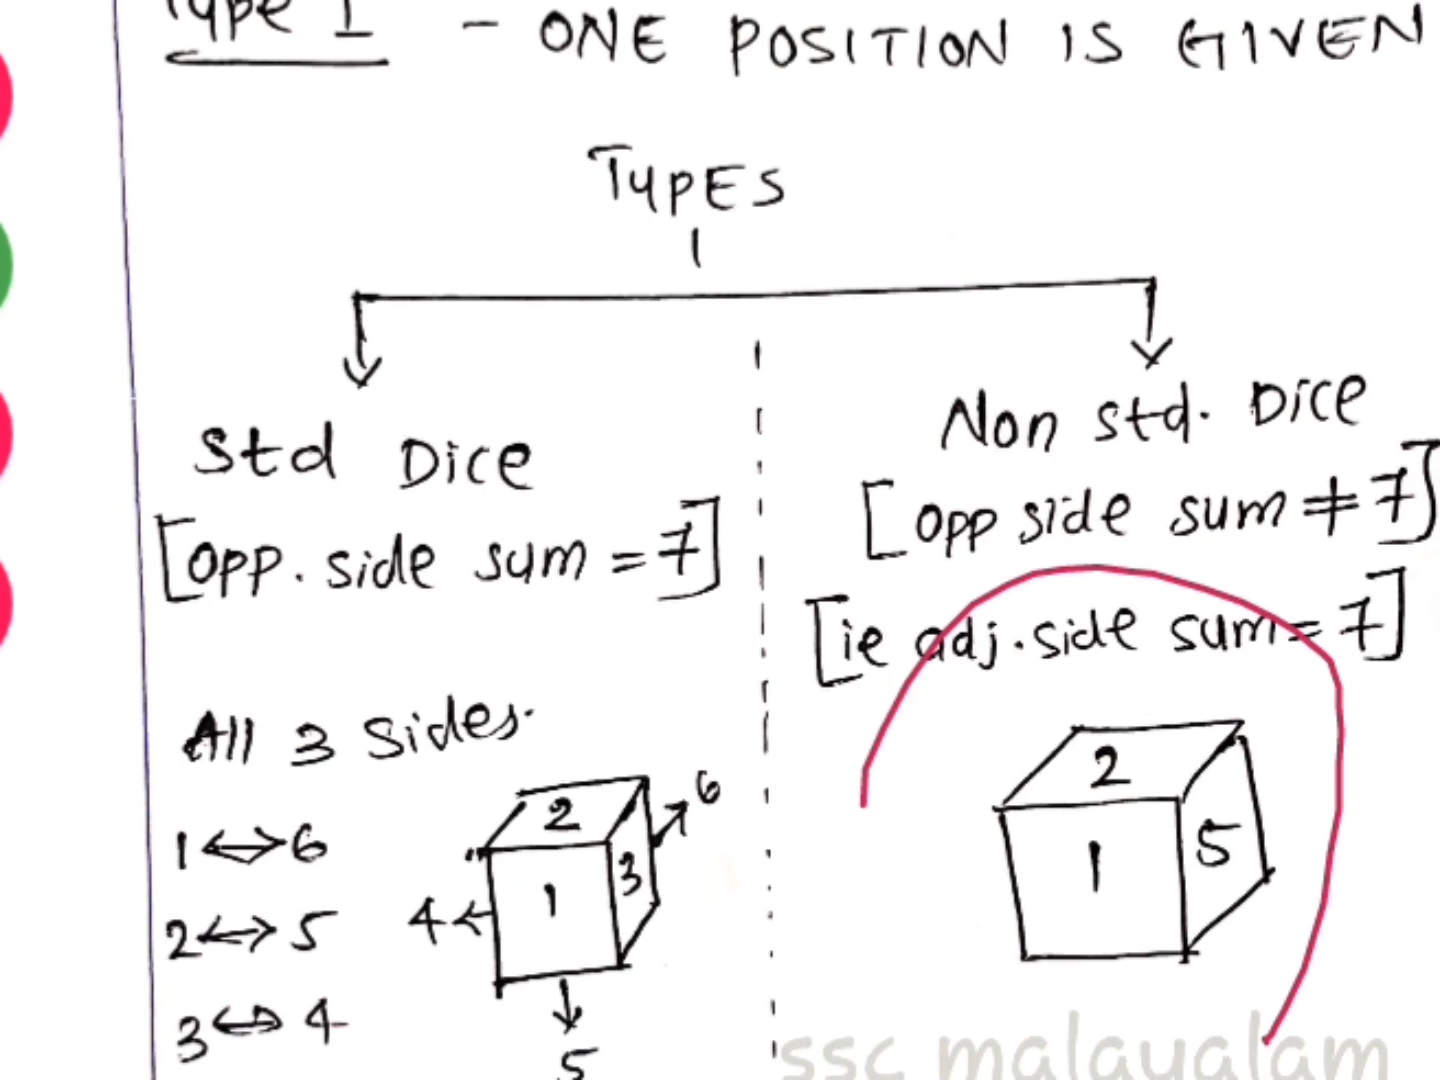 Type I - ONE POSITION IS GIVEN
TYPES
Std Dice
[opp. side sum = 7]
All 3 sides.
1 ↔ 6
2 ↔ 5
3 ↔ 4
2
1
3
6
4
5
Non std. Dice
[opp side sum ≠ 7]
[ie adj. side sum = 7]
2
1
5
ssc malayalam